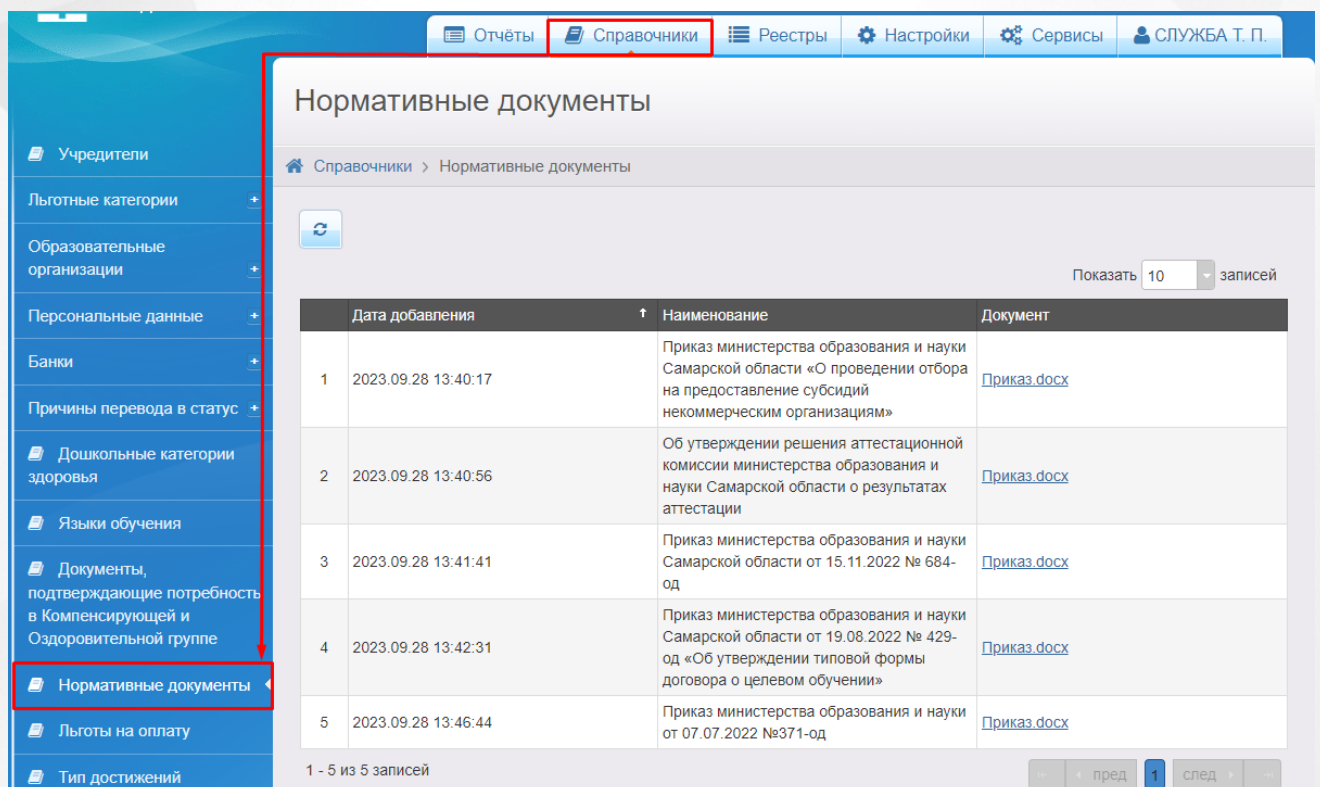 Отчёты
Справочники
Реестры
Настройки
Сервисы
СЛУЖБА Т. П.
Нормативные документы
Справочники > Нормативные документы
Учредители
Льготные категории
Образовательные
организации
Персональные данные
Банки
Причины перевода в статус
Дошкольные категории
здоровья
Языки обучения
Документы,
подтверждающие потребность
в Компенсирующей и
Оздоровительной группе
Нормативные документы
Льготы на оплату
Тип достижений
Показать 10 записей
Дата добавления
Наименование
Документ
1
2023.09.28 13:40:17
Приказ министерства образования и науки
Самарской области «О проведении отбора
на предоставление субсидий
некоммерческим организациям»
Приказ.docx
2
2023.09.28 13:40:56
Об утверждении решения аттестационной
комиссии министерства образования и
науки Самарской области о результатах
аттестации
Приказ.docx
3
2023.09.28 13:41:41
Приказ министерства образования и науки
Самарской области от 15.11.2022 № 684-
од
Приказ.docx
4
2023.09.28 13:42:31
Приказ министерства образования и науки
Самарской области от 19.08.2022 № 429-
од «Об утверждении типовой формы
договора о целевом обучении»
Приказ.docx
5
2023.09.28 13:46:44
Приказ министерства образования и науки
от 07.07.2022 №371-од
Приказ.docx
1 - 5 из 5 записей
пред 1 след